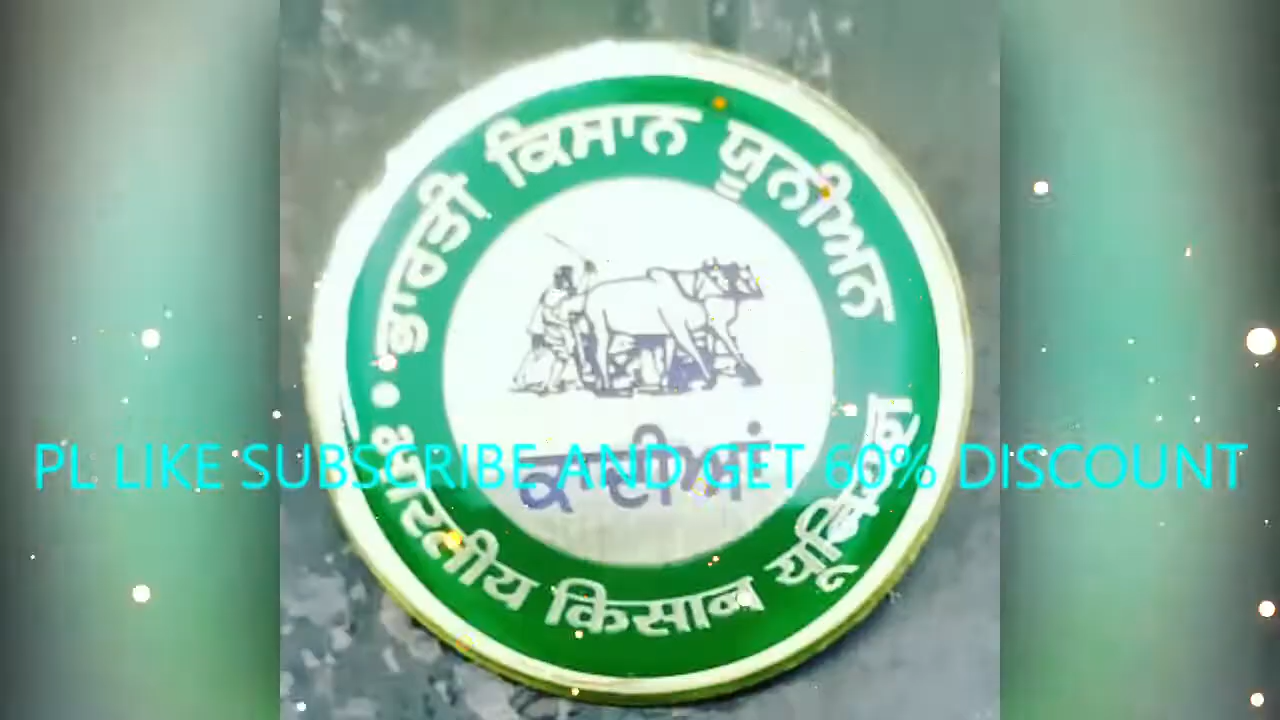 ਭਾਰਤੀ ਕਿਸਾਨ ਯੂਨੀਅਨ
ਕਾਦੀਆਂ
PL LIKE SUBSCRIBE AND GET 60% DISCOUNT
भारतीय किसान यूनियन